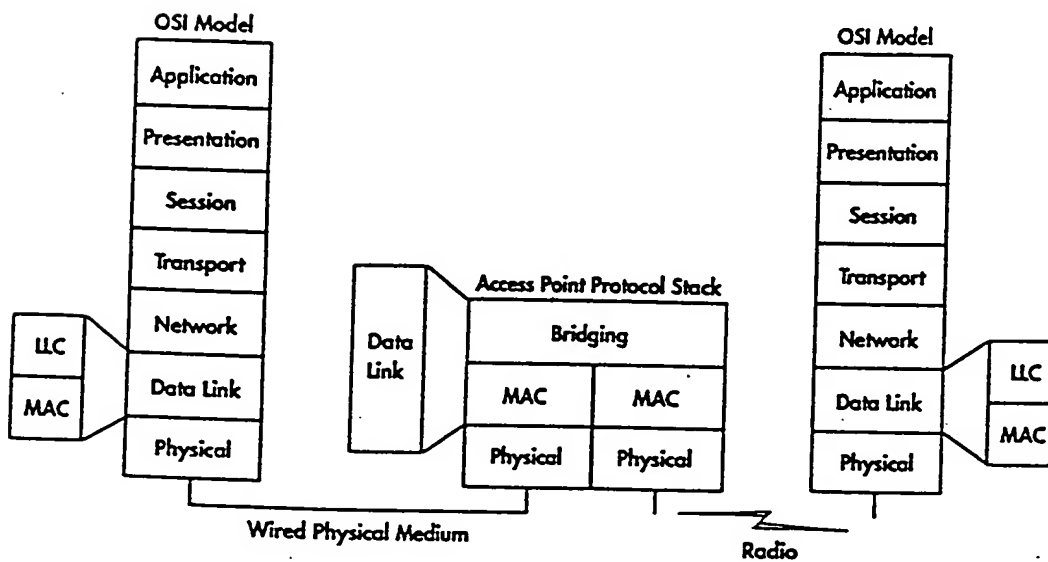 OSI Model
Application
Presentation
Session
Transport
Network
Data Link
Physical
LLC
MAC
Data Link
Access Point Protocol Stack
Bridging
MAC MAC
Physical Physical
Wired Physical Medium
Radio
OSI Model
Application
Presentation
Session
Transport
Network
Data Link
Physical
LLC
MAC